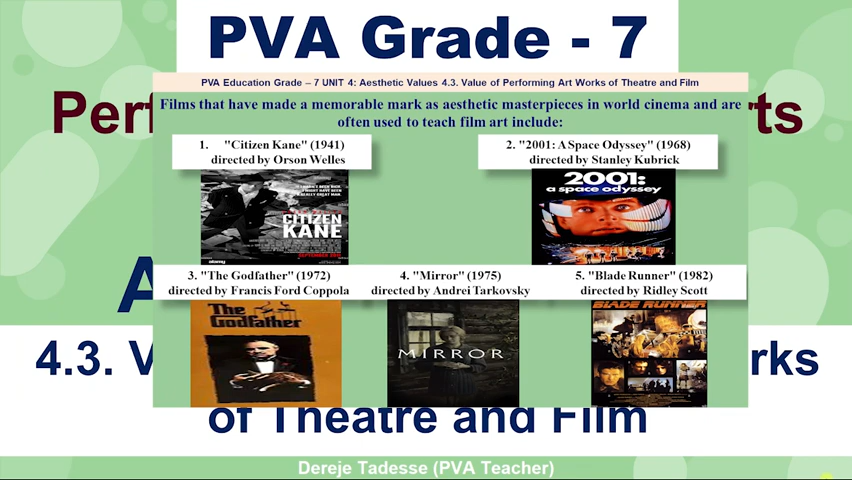 PVA Grade - 7
PVA Education Grade – 7 UNIT 4: Aesthetic Values 4.3. Value of Performing Art Works of Theatre and Film
Perf
rts
Films that have made a memorable mark as aesthetic masterpieces in world cinema and are
often used to teach film art include:
1. "Citizen Kane" (1941)
directed by Orson Welles
2. "2001: A Space Odyssey" (1968)
directed by Stanley Kubrick
CITIZEN
KANE
2001:
a space odyssey
3. "The Godfather" (1972)
directed by Francis Ford Coppola
4. "Mirror" (1975)
directed by Andrei Tarkovsky
5. "Blade Runner" (1982)
directed by Ridley Scott
The
Godfather
MIRROR
BLADE RUNNER
A
4.3. V
rks
of Theatre and Film
Dereje Tadesse (PVA Teacher)